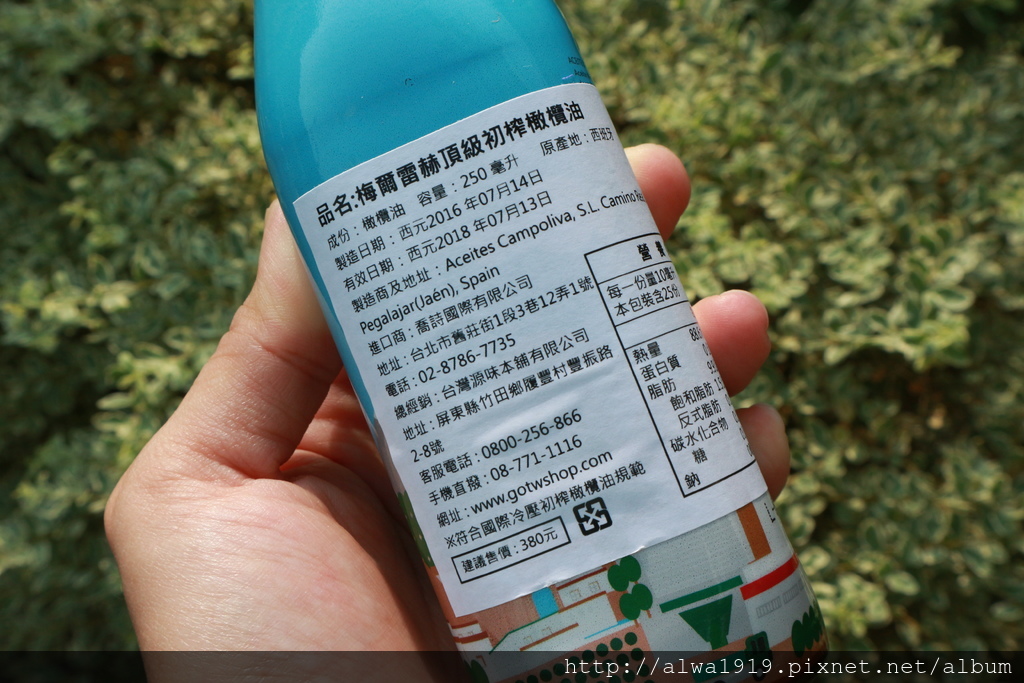 品名:梅爾雷赫頂級初榨橄欖油
成份：橄欖油 容量：250 毫升 原產地：西班牙
製造日期：西元2016 年07月14日
有效日期：西元2018 年07月13日
製造商及地址：Aceites Campoliva, S.L. Camino
Pegalajar(Jaén), Spain
進口商：喬詩國際有限公司
地址：台北市舊莊街1段3巷12弄1號
電話：02-8786-7735
總經銷：台灣源味本舖有限公司
地址：屏東縣竹田鄉履豐村豐振路
2-8號
客服電話：0800-256-866
手機直撥：08-771-1116
網址：www.gotwshop.com
※符合國際冷壓初榨橄欖油規範
建議售價：380元
營
每一份量10毫
本包裝含25份
熱量
蛋白質
脂肪
飽和脂肪
反式脂肪
碳水化合物
糖
鈉
http://alwa1919.pixnet.net/album